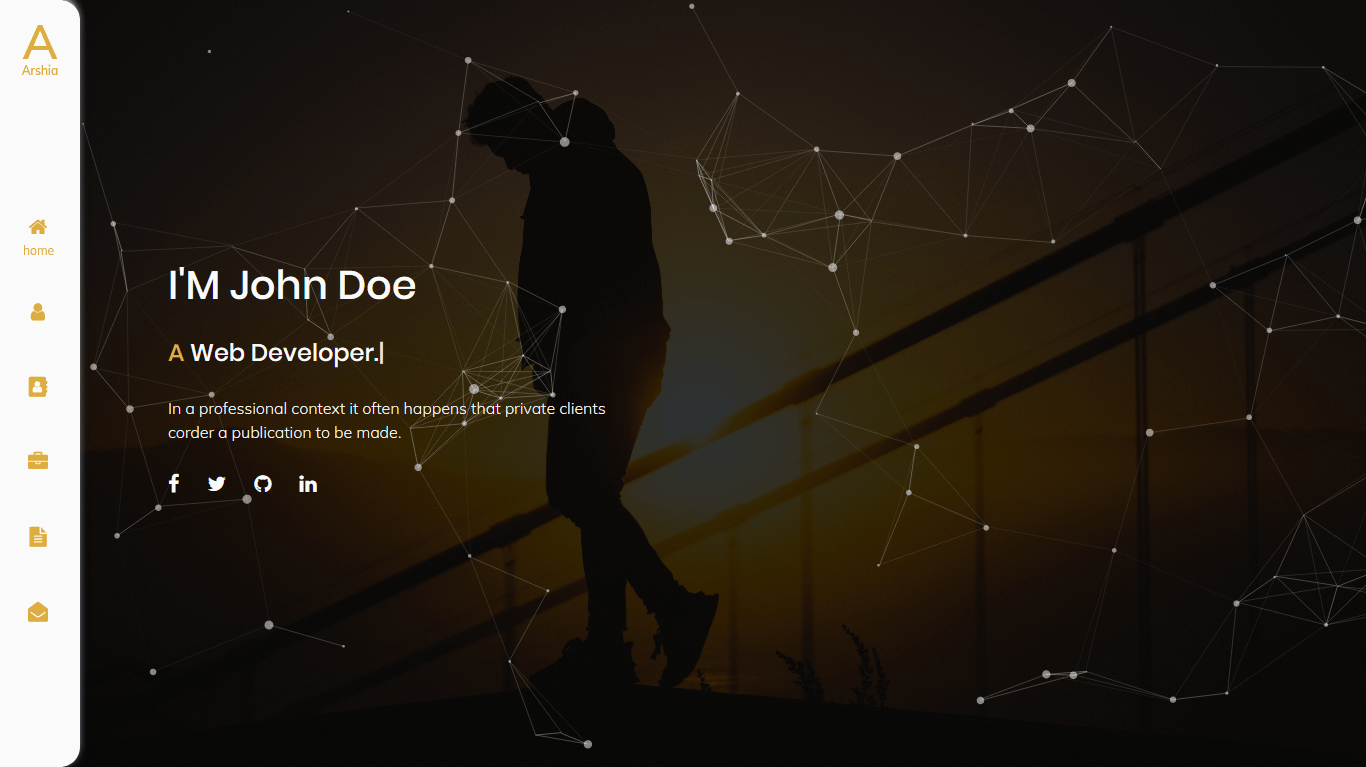 A
Arshia
home
I'M John Doe
A Web Developer.|
In a professional context it often happens that private clients
corder a publication to be made.